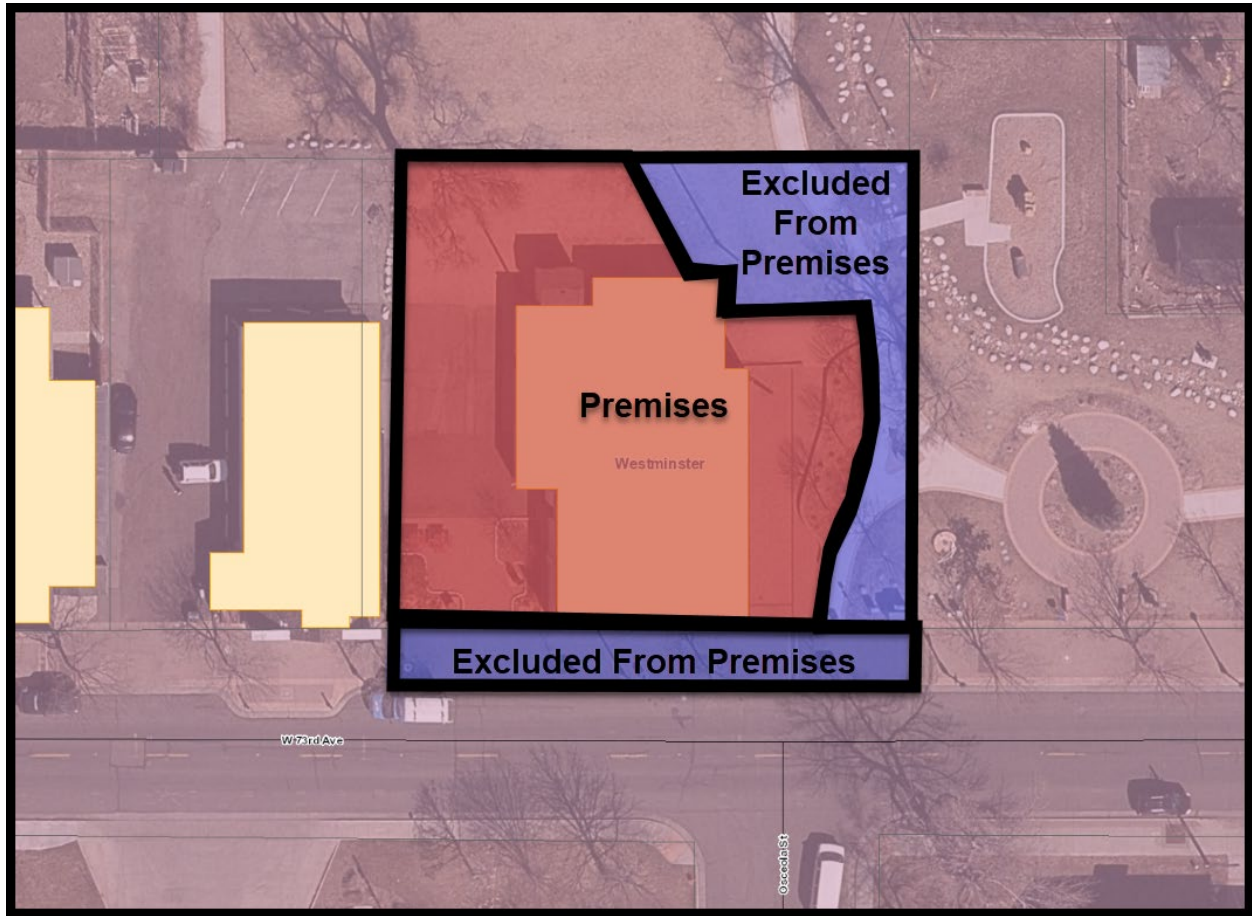 Excluded
From
Premises
Premises
Westminster
Excluded From Premises
W 73rd Ave
Osceola St